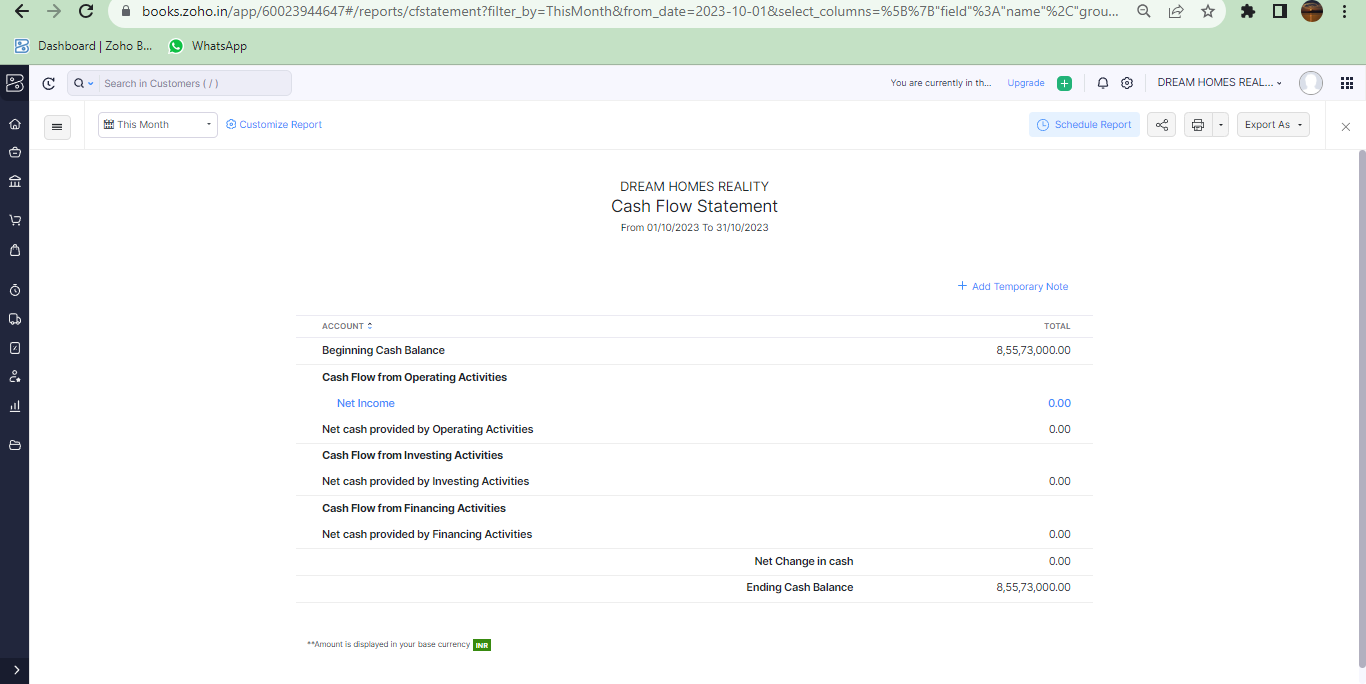 books.zoho.in/app/60023944647#/reports/cfstatement?filter_by=ThisMonth&from_date=2023-10-01&select_columns=%5B%7B"field"%3A"name"%2C"grou...
Dashboard | Zoho B... WhatsApp
Search in Customers ( / ) You are currently in th... Upgrade DREAM HOMES REAL...
This Month Customize Report Schedule Report Export As
DREAM HOMES REALITY
Cash Flow Statement
From 01/10/2023 To 31/10/2023
Add Temporary Note
ACCOUNT TOTAL
Beginning Cash Balance 8,55,73,000.00
Cash Flow from Operating Activities
Net Income 0.00
Net cash provided by Operating Activities 0.00
Cash Flow from Investing Activities
Net cash provided by Investing Activities 0.00
Cash Flow from Financing Activities
Net cash provided by Financing Activities 0.00
Net Change in cash 0.00
Ending Cash Balance 8,55,73,000.00
**Amount is displayed in your base currency INR